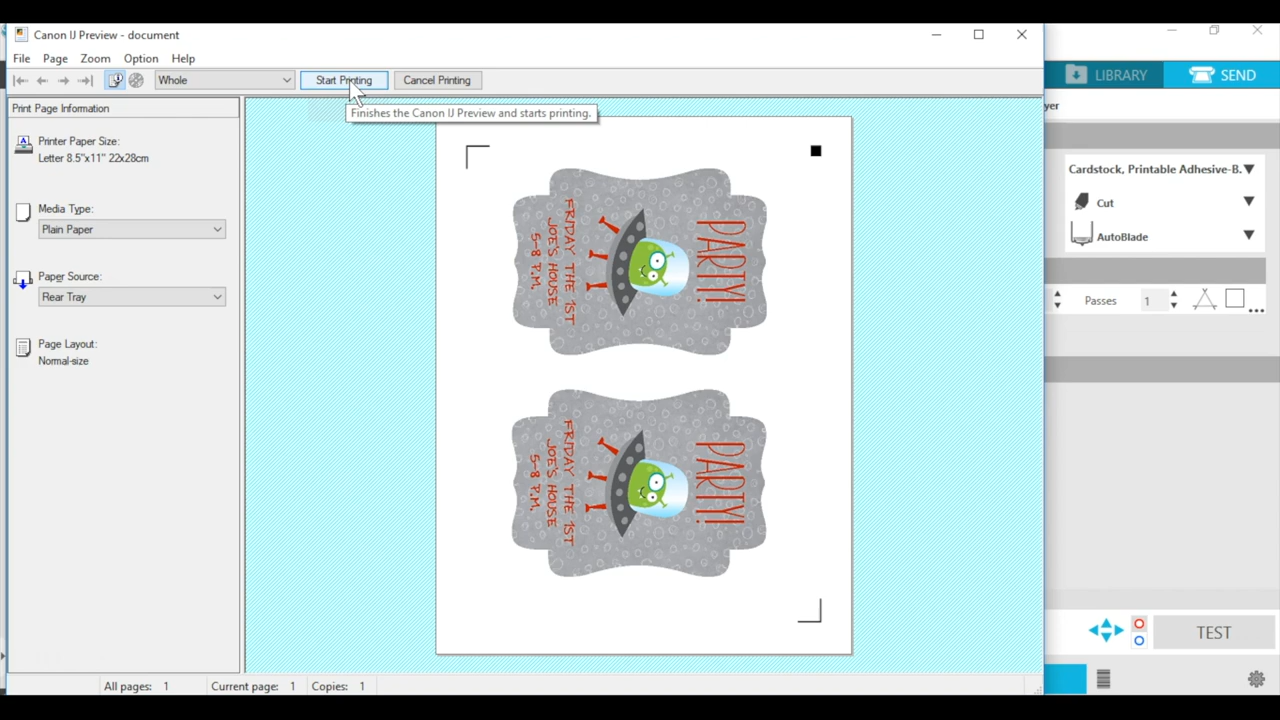 Canon IJ Preview - document
File Page Zoom Option Help
Whole
Start Printing
Cancel Printing
Finishes the Canon IJ Preview and starts printing.
Print Page Information
Printer Paper Size:
Letter 8.5"x11" 22x28cm
Media Type:
Plain Paper
Paper Source:
Rear Tray
Page Layout:
Normal-size
PARTY!
FRIDAY THE 1ST
JOE'S HOUSE
5-8 P.M.
PARTY!
FRIDAY THE 1ST
JOE'S HOUSE
5-8 P.M.
All pages: 1 Current page: 1 Copies: 1
LIBRARY
SEND
yer
Cardstock, Printable Adhesive-B.
Cut
AutoBlade
Passes 1
TEST